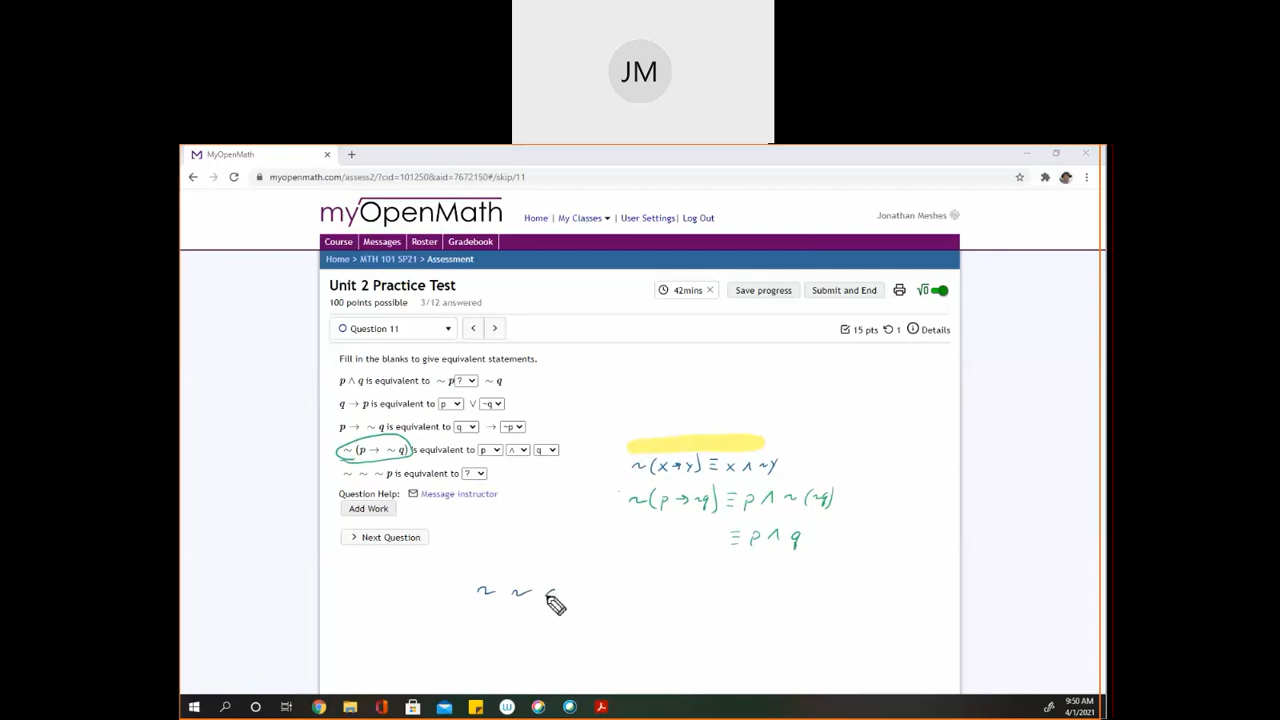 JM
MyOpenMath
myopenmath.com/assess2/?cid=101250&aid=7672150#/skip/11
myOpenMath
Home | My Classes | User Settings | Log Out
Jonathan Meshes
Course Messages Roster Gradebook
Home > MTH 101 SP21 > Assessment
Unit 2 Practice Test
100 points possible 3/12 answered
42mins Save progress Submit and End √0
Question 11 < > 15 pts 1 Details
Fill in the blanks to give equivalent statements.
p ∧ q is equivalent to ~ p ? ~ q
q → p is equivalent to p ∨ ¬q
p → ~ q is equivalent to q → ¬p
~ (p → ~ q) is equivalent to p ∧ q
~ ~ ~ p is equivalent to ?
Question Help: Message instructor
Add Work
> Next Question
~(x→y) ≡ x ∧ ~y
~(p → ~q) ≡ p ∧ ~(~q)
≡ p ∧ q
~ ~
9:50 AM
4/1/2021